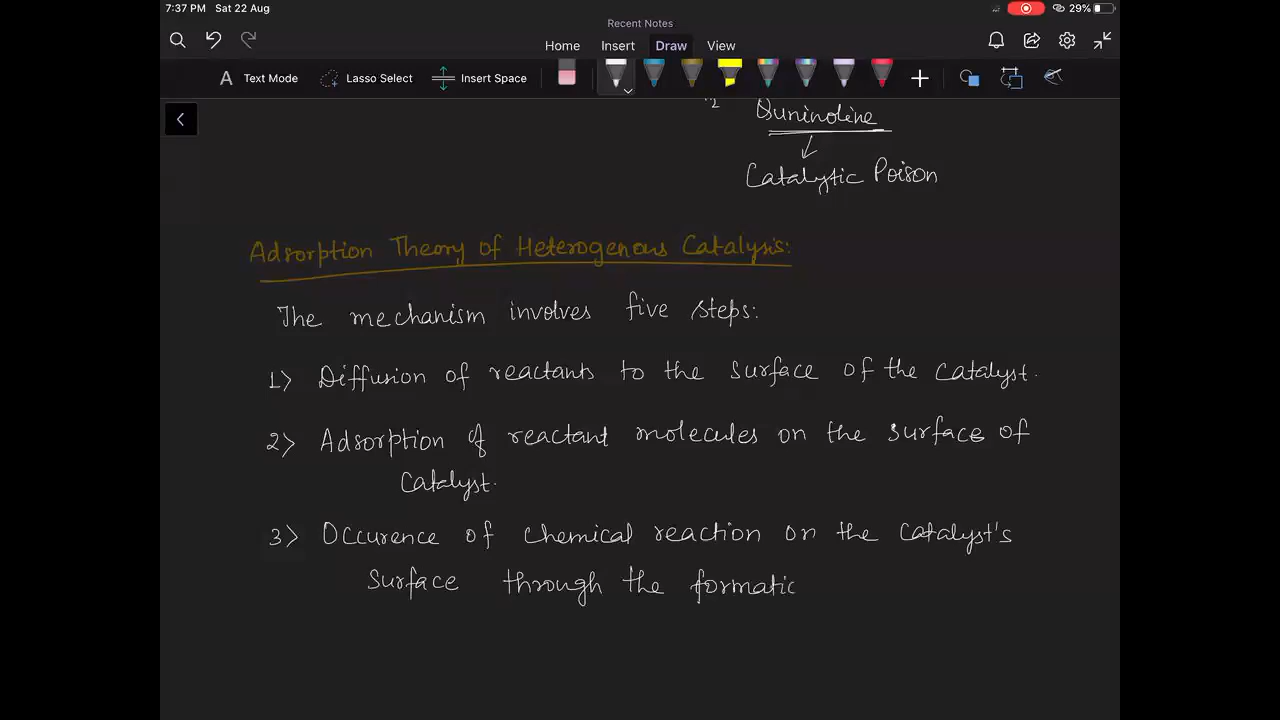 7:37 PM Sat 22 Aug
29%
Recent Notes
Home Insert Draw View
Text Mode Lasso Select Insert Space
Quninoline
Catalytic Poison
Adsorption Theory of Heterogenous Catalysis:
The mechanism involves five steps:
1> Diffusion of reactants to the surface of the catalyst.
2> Adsorption of reactant molecules on the surface of
catalyst.
3> Occurence of chemical reaction on the catalyst's
surface through the formatic